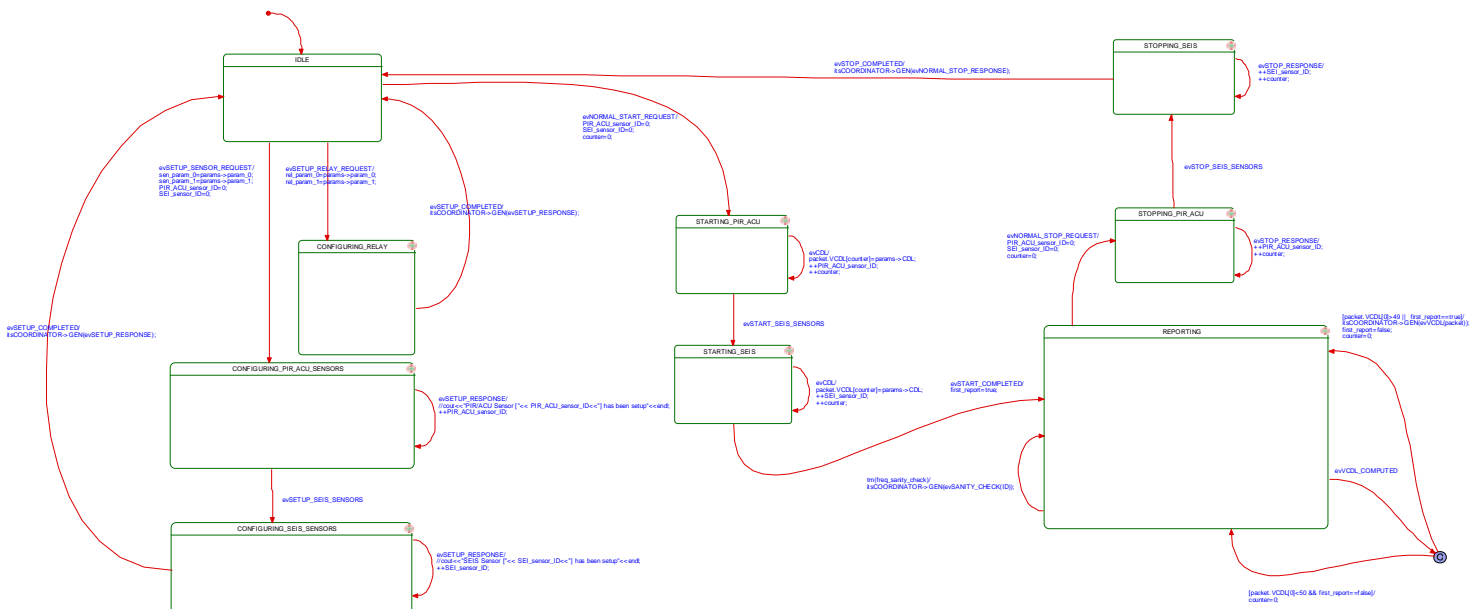 IDLE
evSETUP_SENSOR_REQUEST/
sen_param_0=params->param_0;
sen_param_1=params->param_1;
PIR_ACU_sensor_ID=0;
SEI_sensor_ID=0;
evSETUP_RELAY_REQUEST/
rel_param_0=params->param_0;
rel_param_1=params->param_1;
evSETUP_COMPLETED/
itsCOORDINATOR->GEN(evSETUP_RESPONSE);
CONFIGURING_RELAY
evSETUP_COMPLETED/
itsCOORDINATOR->GEN(evSETUP_RESPONSE);
CONFIGURING_PIR_ACU_SENSORS
evSETUP_RESPONSE/
//cout<<"PIR/ACU Sensor ["<< PIR_ACU_sensor_ID<<"] has been setup"<<endl;
++PIR_ACU_sensor_ID;
evSETUP_SEIS_SENSORS
CONFIGURING_SEIS_SENSORS
evSETUP_RESPONSE/
//cout<<"SEIS Sensor ["<< SEI_sensor_ID<<"] has been setup"<<endl;
++SEI_sensor_ID;
evNORMAL_START_REQUEST/
PIR_ACU_sensor_ID=0;
SEI_sensor_ID=0;
counter=0;
STARTING_PIR_ACU
evCDL/
packet.VCDL[counter]=params->CDL;
++PIR_ACU_sensor_ID;
++counter;
evSTART_SEIS_SENSORS
STARTING_SEIS
evCDL/
packet.VCDL[counter]=params->CDL;
++SEI_sensor_ID;
++counter;
evSTART_COMPLETED/
first_report=true;
evSTOP_COMPLETED/
itsCOORDINATOR->GEN(evNORMAL_STOP_RESPONSE);
STOPPING_SEIS
evSTOP_RESPONSE/
++SEI_sensor_ID;
++counter;
evSTOP_SEIS_SENSORS
STOPPING_PIR_ACU
evSTOP_RESPONSE/
++PIR_ACU_sensor_ID;
++counter;
evNORMAL_STOP_REQUEST/
PIR_ACU_sensor_ID=0;
SEI_sensor_ID=0;
counter=0;
REPORTING
tm(freq_sanity_check)/
itsCOORDINATOR->GEN(evSANITY_CHECK(ID));
[packet.VCDL[0]>49 || first_report==true]/
itsCOORDINATOR->GEN(evVCDL(packet));
first_report=false;
counter=0;
evVCDL_COMPUTED
[packet.VCDL[0]<50 && first_report==false]/
counter=0;